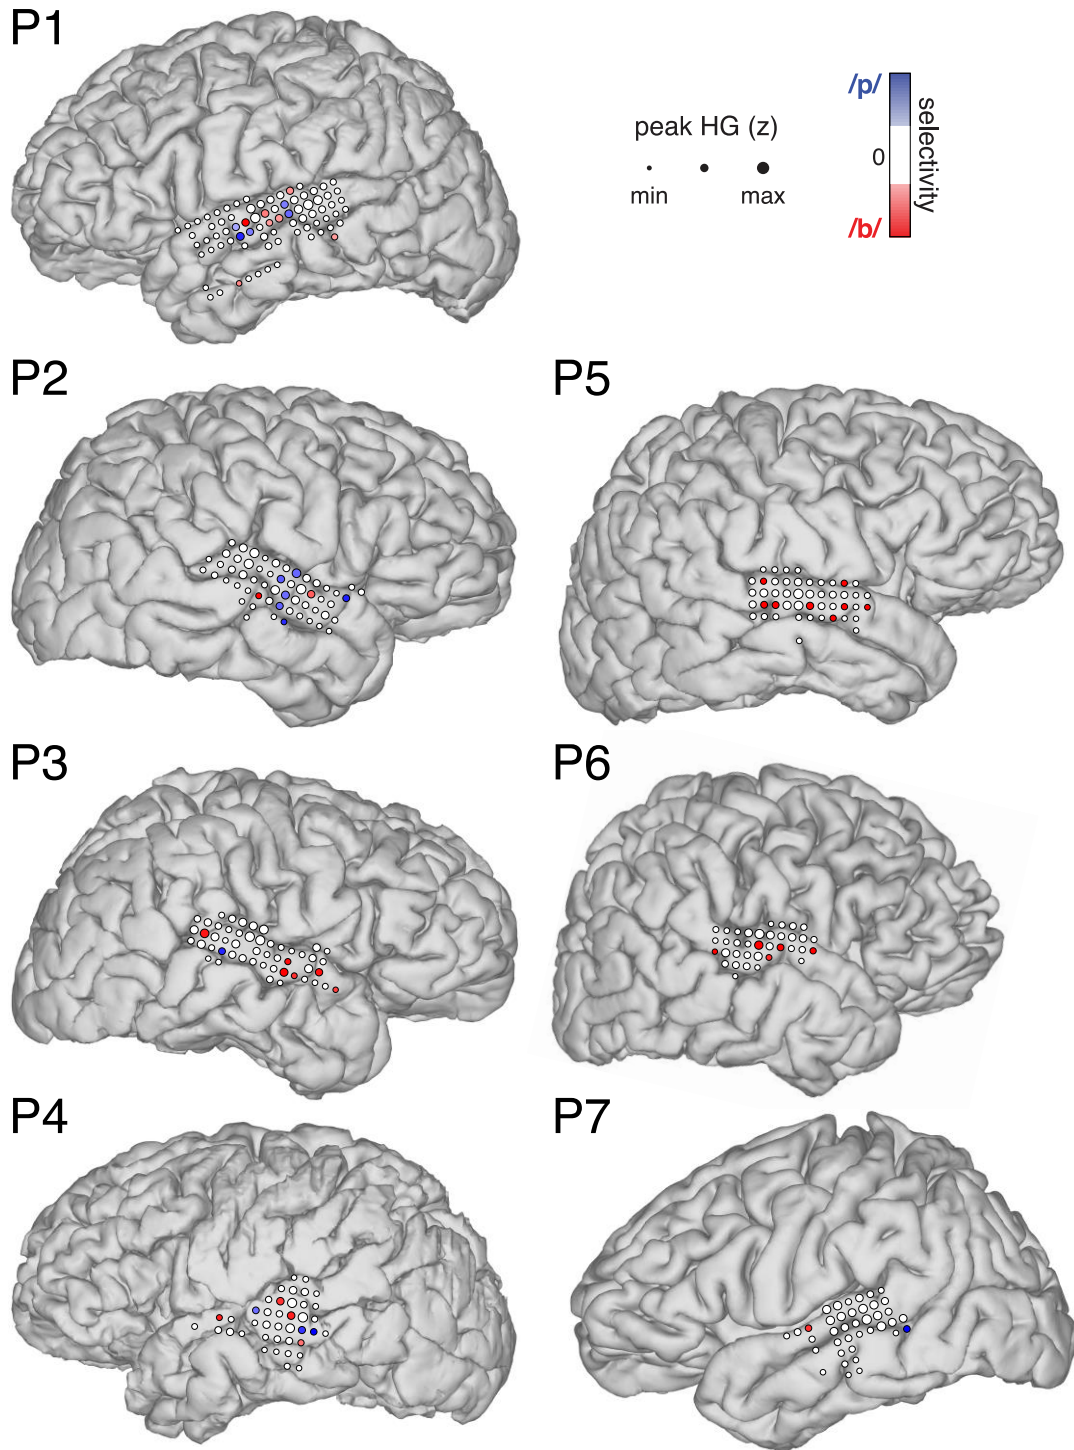 P1
peak HG (z)
min
max
/p/
0
/b/
selectivity
P2
P5
P3
P6
P4
P7